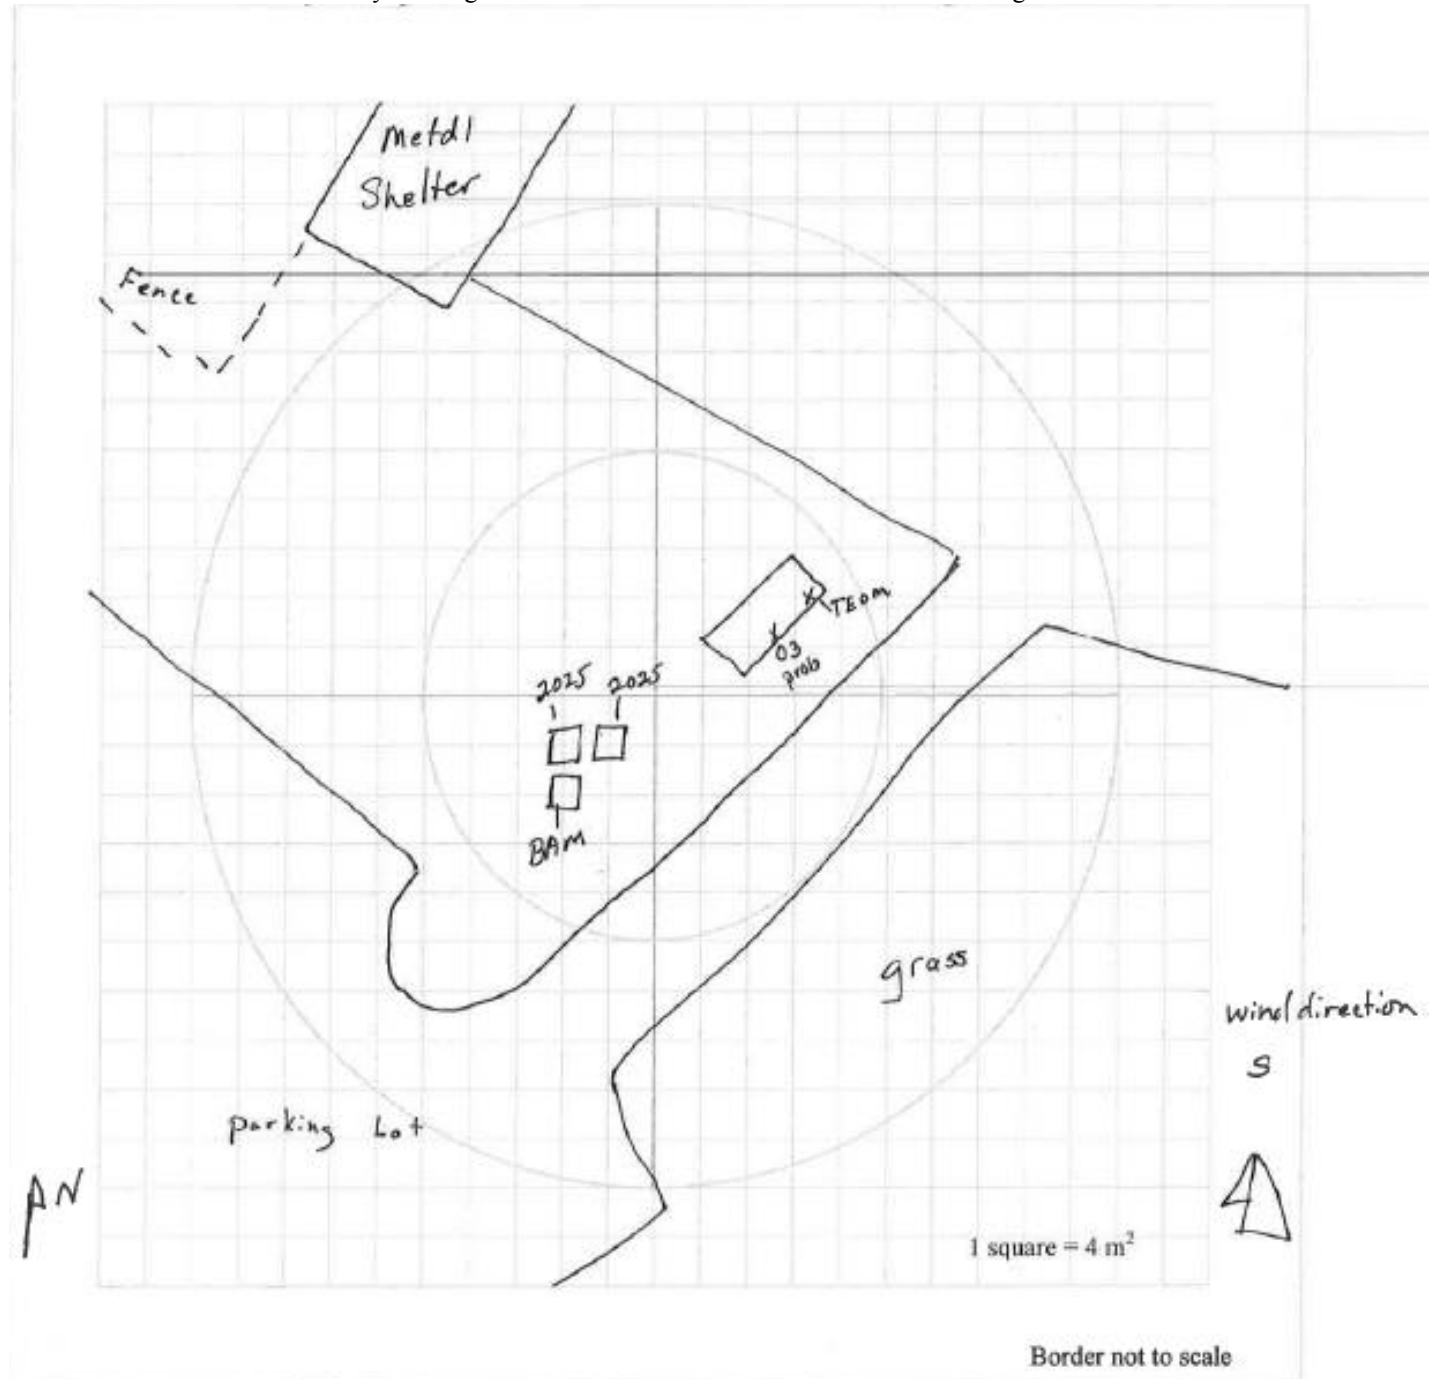 Metal
Shelter
Fence
TEOM
O3
prob
2025 2025
BAM
grass
wind direction
S
parking Lot
N
1 square = 4 m²
Border not to scale